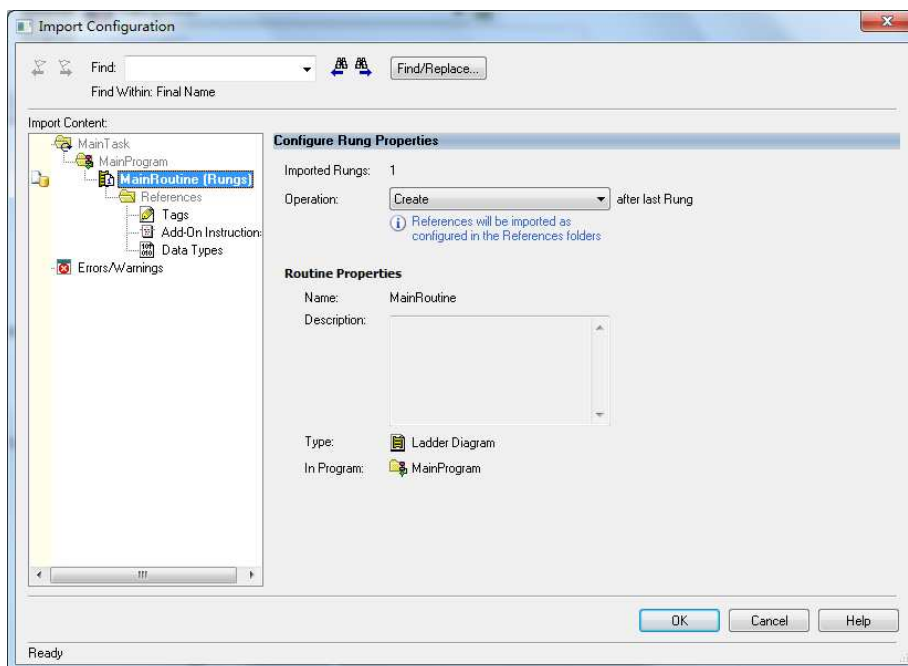 Import Configuration
Find:
Find/Replace...
Find Within: Final Name
Import Content:
MainTask
MainProgram
MainRoutine (Rungs)
References
Tags
Add-On Instruction
Data Types
Errors/Warnings
Configure Rung Properties
Imported Rungs: 1
Operation: Create after last Rung
References will be imported as
configured in the References folders
Routine Properties
Name: MainRoutine
Description:
Type: Ladder Diagram
In Program: MainProgram
OK Cancel Help
Ready